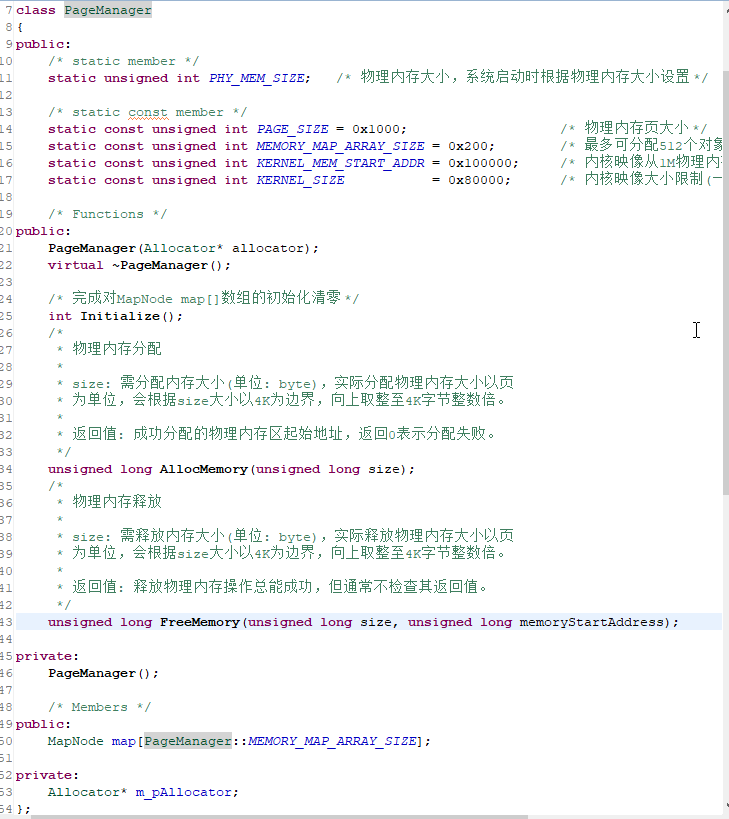 7 class PageManager
8 {
9 public:
10 /* static member */
11 static unsigned int PHY_MEM_SIZE; /* 物理内存大小，系统启动时根据物理内存大小设置 */
12
13 /* static const member */
14 static const unsigned int PAGE_SIZE = 0x1000; /* 物理内存页大小 */
15 static const unsigned int MEMORY_MAP_ARRAY_SIZE = 0x200; /* 最多可分配512个对象
16 static const unsigned int KERNEL_MEM_START_ADDR = 0x100000; /* 内核映像从1M物理内
17 static const unsigned int KERNEL_SIZE = 0x80000; /* 内核映像大小限制(一
18
19 /* Functions */
20 public:
21 PageManager(Allocator* allocator);
22 virtual ~PageManager();
23
24 /* 完成对MapNode map[]数组的初始化清零 */
25 int Initialize();
26 /*
27 * 物理内存分配
28 *
29 * size: 需分配内存大小(单位: byte)，实际分配物理内存大小以页
30 * 为单位，会根据size大小以4K为边界，向上取整至4K字节整数倍。
31 *
32 * 返回值: 成功分配的物理内存区起始地址，返回0表示分配失败。
33 */
34 unsigned long AllocMemory(unsigned long size);
35 /*
36 * 物理内存释放
37 *
38 * size: 需释放内存大小(单位: byte)，实际释放物理内存大小以页
39 * 为单位，会根据size大小以4K为边界，向上取整至4K字节整数倍。
40 *
41 * 返回值: 释放物理内存操作总能成功，但通常不检查其返回值。
42 */
43 unsigned long FreeMemory(unsigned long size, unsigned long memoryStartAddress);
44
45 private:
46 PageManager();
47
48 /* Members */
49 public:
50 MapNode map[PageManager::MEMORY_MAP_ARRAY_SIZE];
51
52 private:
53 Allocator* m_pAllocator;
54 };